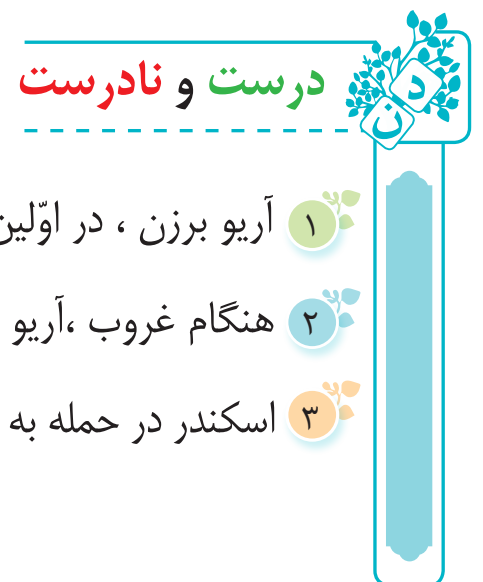 د
ن
درست و نادرست
۱ آریو برزن ، در اوّلین
۲ هنگام غروب ،آریو
۳ اسکندر در حمله به